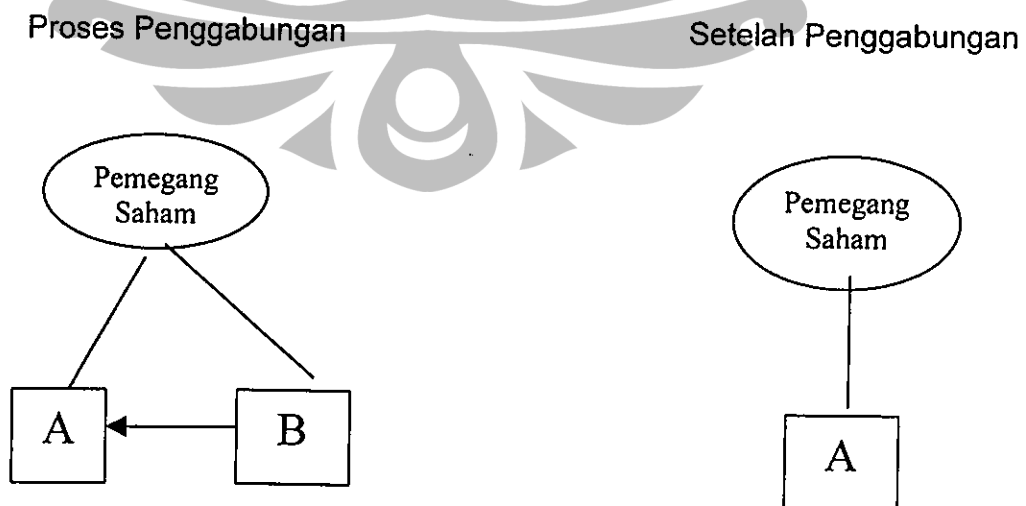 Proses Penggabungan
Setelah Penggabungan
Pemegang
Saham
A
B
Pemegang
Saham
A